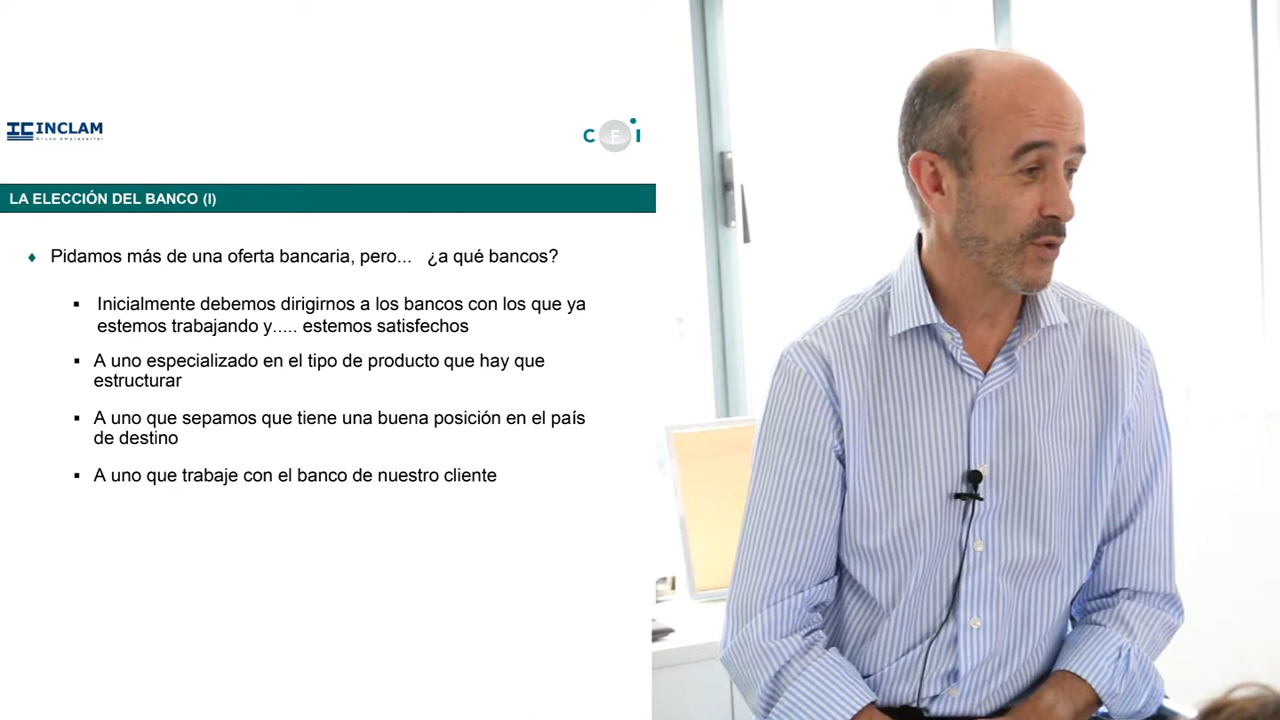 INCLAM
Grupo empresarial
CFI
LA ELECCIÓN DEL BANCO (I)
Pidamos más de una oferta bancaria, pero... ¿a qué bancos?
Inicialmente debemos dirigirnos a los bancos con los que ya
estemos trabajando y..... estemos satisfechos
A uno especializado en el tipo de producto que hay que
estructurar
A uno que sepamos que tiene una buena posición en el país
de destino
A uno que trabaje con el banco de nuestro cliente